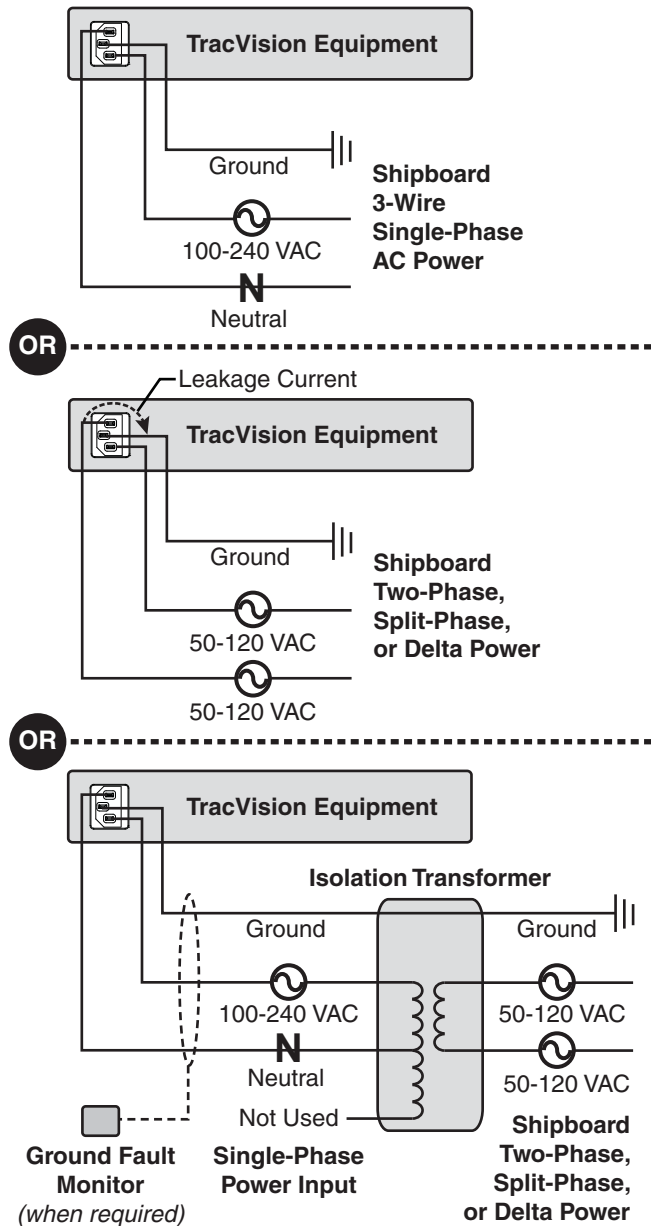 TracVision Equipment
Ground
Shipboard
3-Wire
Single-Phase
AC Power
100-240 VAC
N
Neutral
OR
Leakage Current
TracVision Equipment
Ground
Shipboard
Two-Phase,
Split-Phase,
or Delta Power
50-120 VAC
50-120 VAC
OR
TracVision Equipment
Isolation Transformer
Ground
Ground
100-240 VAC
50-120 VAC
N
Neutral
50-120 VAC
Not Used
Ground Fault
Monitor
(when required)
Single-Phase
Power Input
Shipboard
Two-Phase,
Split-Phase,
or Delta Power